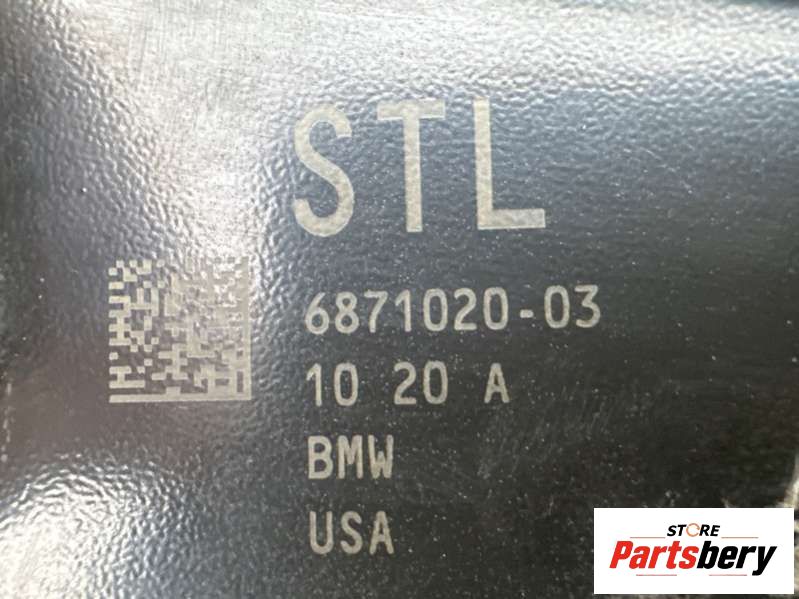 STL
6871020-03
10 20 A
BMW
USA
STORE
Partsbery